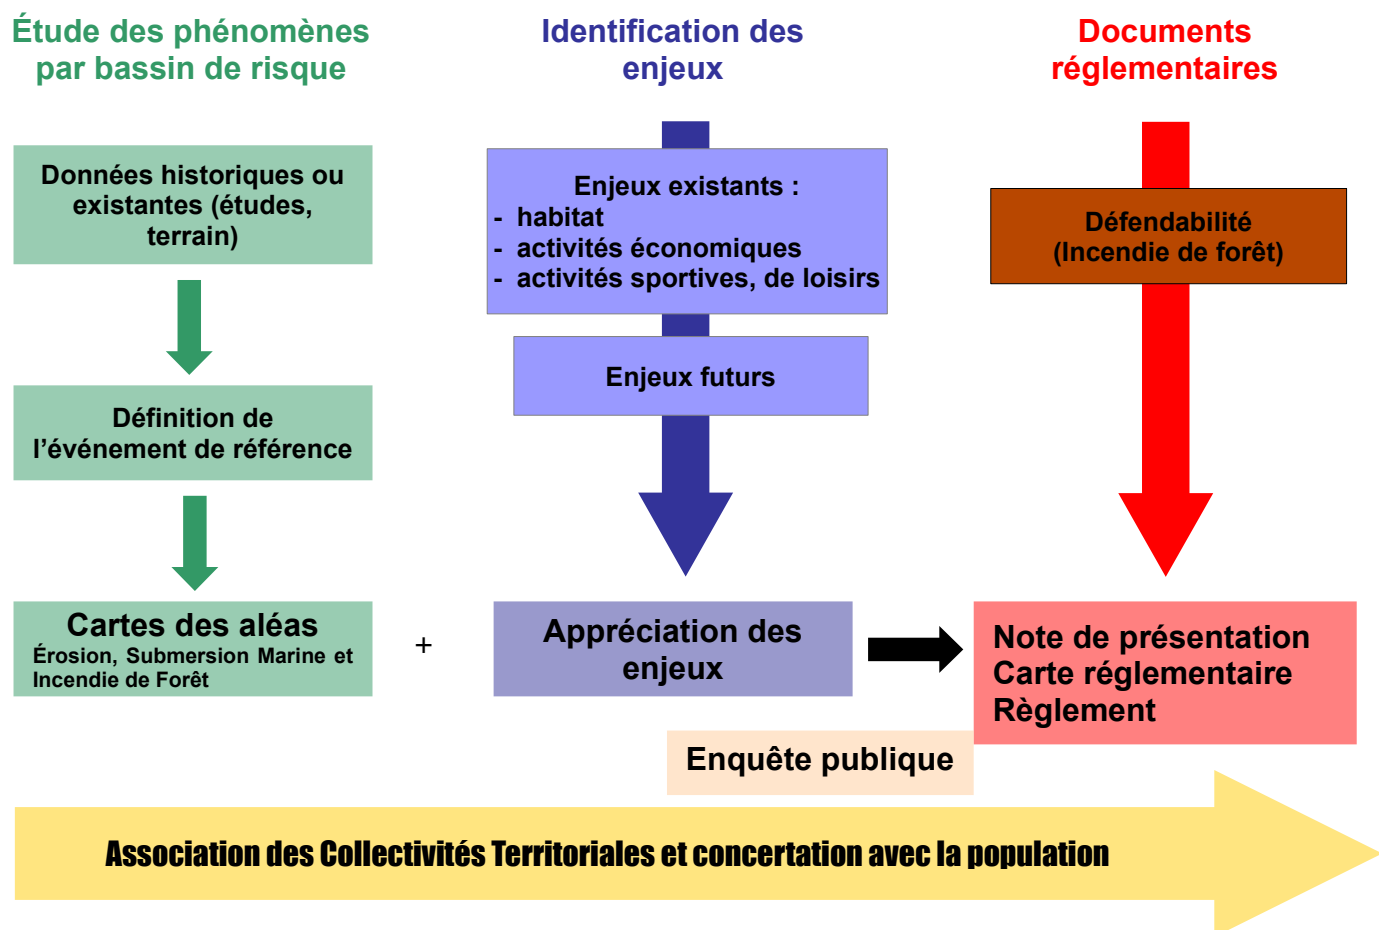 Étude des phénomènes
par bassin de risque
Identification des
enjeux
Documents
réglementaires
Données historiques ou
existantes (études,
terrain)
Enjeux existants :
- habitat
- activités économiques
- activités sportives, de loisirs
Défendabilité
(Incendie de forêt)
Enjeux futurs
Définition de
l’événement de référence
Cartes des aléas
Érosion, Submersion Marine et
Incendie de Forêt
+
Appréciation des
enjeux
Note de présentation
Carte réglementaire
Règlement
Enquête publique
Association des Collectivités Territoriales et concertation avec la population